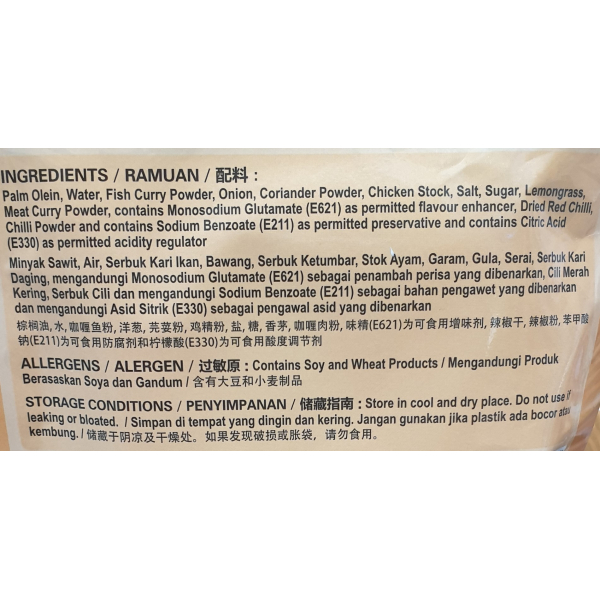 INGREDIENTS / RAMUAN / 配料 :
Palm Olein, Water, Fish Curry Powder, Onion, Coriander Powder, Chicken Stock, Salt, Sugar, Lemongrass,
Meat Curry Powder, contains Monosodium Glutamate (E621) as permitted flavour enhancer, Dried Red Chilli,
Chilli Powder and contains Sodium Benzoate (E211) as permitted preservative and contains Citric Acid
(E330) as permitted acidity regulator
Minyak Sawit, Air, Serbuk Kari Ikan, Bawang, Serbuk Ketumbar, Stok Ayam, Garam, Gula, Serai, Serbuk Kari
Daging, mengandungi Monosodium Glutamate (E621) sebagai penambah perisa yang dibenarkan, Cili Merah
Kering, Serbuk Cili dan mengandungi Sodium Benzoate (E211) sebagai bahan pengawet yang dibenarkan
dan mengandungi Asid Sitrik (E330) sebagai pengawal asid yang dibenarkan
棕榈油, 水, 咖喱鱼粉, 洋葱, 芫荽粉, 鸡精粉, 盐, 糖, 香茅, 咖喱肉粉, 味精(E621)为可食用增味剂, 辣椒干, 辣椒粉, 苯甲酸
钠(E211)为可食用防腐剂和柠檬酸(E330)为可食用酸度调节剂
ALLERGENS / ALERGEN / 过敏原 : Contains Soy and Wheat Products / Mengandungi Produk
Berasaskan Soya dan Gandum / 含有大豆和小麦制品
STORAGE CONDITIONS / PENYIMPANAN / 储藏指南 : Store in cool and dry place. Do not use if
leaking or bloated. / Simpan di tempat yang dingin dan kering. Jangan gunakan jika plastik ada bocor atau
kembung. / 储藏于阴凉及干燥处。如果发现破损或胀袋，请勿食用。